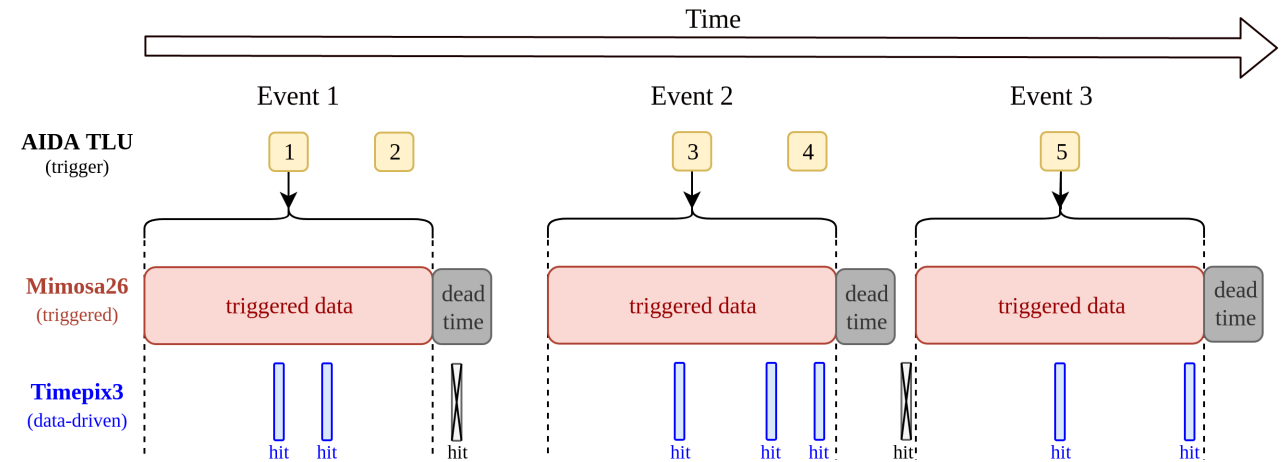 Time
Event 1
Event 2
Event 3
AIDA TLU
(trigger)
1
2
3
4
5
Mimosa26
(triggered)
triggered data
dead
time
triggered data
dead
time
triggered data
dead
time
Timepix3
(data-driven)
hit
hit
hit
hit
hit
hit
hit
hit
hit